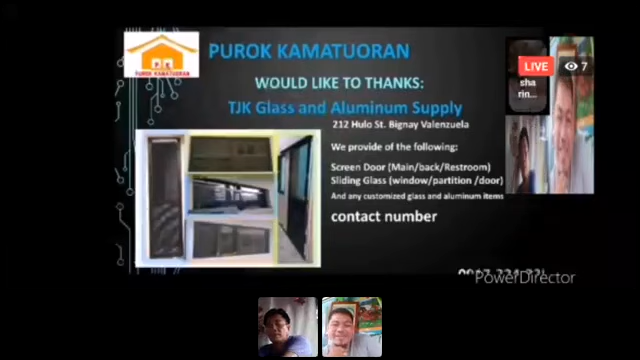 PUROK KAMATUORAN
PUROK KAMATUORAN
WOULD LIKE TO THANKS:
TJK Glass and Aluminum Supply
212 Hulo St. Bignay Valenzuela
We provide of the following:
Screen Door (Main/back/Restroom)
Sliding Glass (window/partition /door)
And any customized glass and aluminum items
contact number
LIVE
7
sha
rin...
PowerDirector